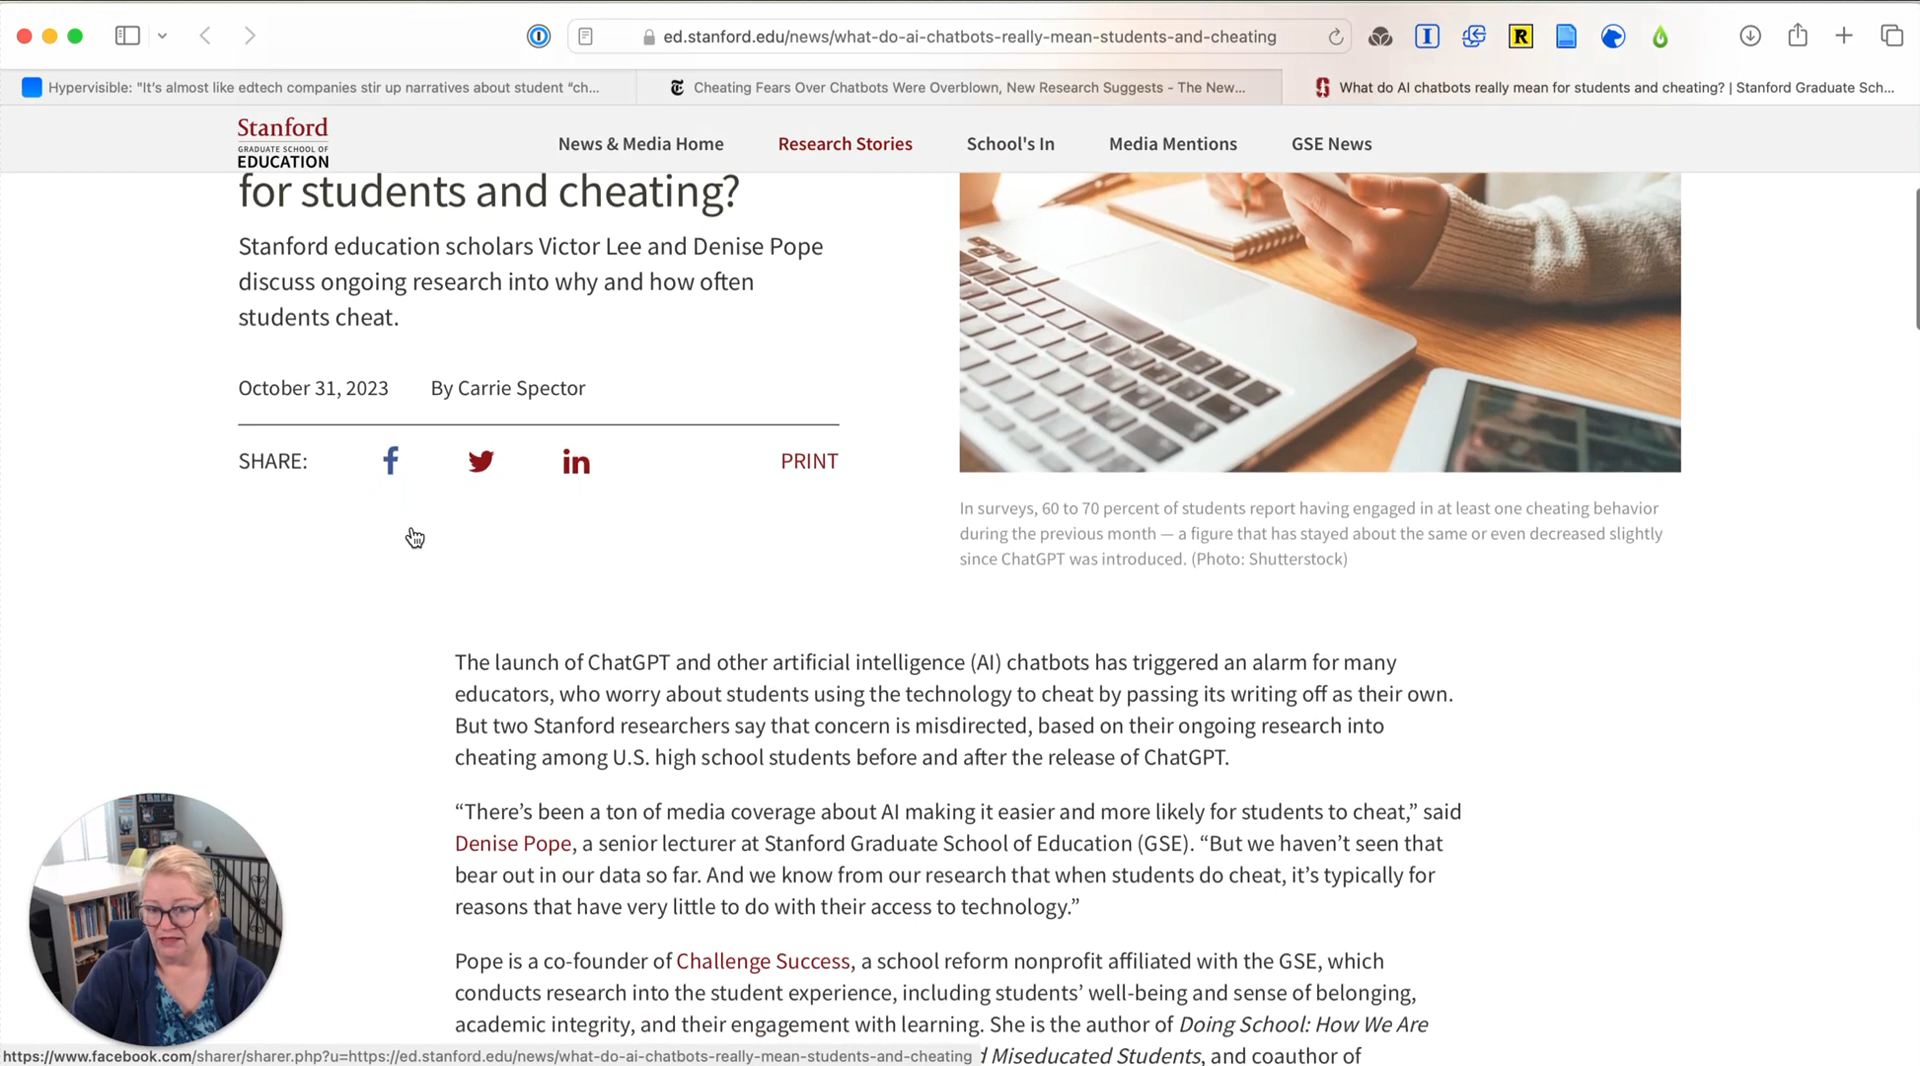 ed.stanford.edu/news/what-do-ai-chatbots-really-mean-students-and-cheating
Hypervisible: "It's almost like edtech companies stir up narratives about student "ch...
Cheating Fears Over Chatbots Were Overblown, New Research Suggests - The New...
What do AI chatbots really mean for students and cheating? | Stanford Graduate Sch...
Stanford
GRADUATE SCHOOL OF
EDUCATION
News & Media Home
Research Stories
School's In
Media Mentions
GSE News
for students and cheating?
Stanford education scholars Victor Lee and Denise Pope
discuss ongoing research into why and how often
students cheat.
October 31, 2023
By Carrie Spector
SHARE:
PRINT
In surveys, 60 to 70 percent of students report having engaged in at least one cheating behavior
during the previous month — a figure that has stayed about the same or even decreased slightly
since ChatGPT was introduced. (Photo: Shutterstock)
The launch of ChatGPT and other artificial intelligence (AI) chatbots has triggered an alarm for many
educators, who worry about students using the technology to cheat by passing its writing off as their own.
But two Stanford researchers say that concern is misdirected, based on their ongoing research into
cheating among U.S. high school students before and after the release of ChatGPT.
“There’s been a ton of media coverage about AI making it easier and more likely for students to cheat,” said
Denise Pope, a senior lecturer at Stanford Graduate School of Education (GSE). “But we haven’t seen that
bear out in our data so far. And we know from our research that when students do cheat, it’s typically for
reasons that have very little to do with their access to technology.”
Pope is a co-founder of Challenge Success, a school reform nonprofit affiliated with the GSE, which
conducts research into the student experience, including students’ well-being and sense of belonging,
academic integrity, and their engagement with learning. She is the author of Doing School: How We Are
d Miseducated Students, and coauthor of
https://www.facebook.com/sharer/sharer.php?u=https://ed.stanford.edu/news/what-do-ai-chatbots-really-mean-students-and-cheating